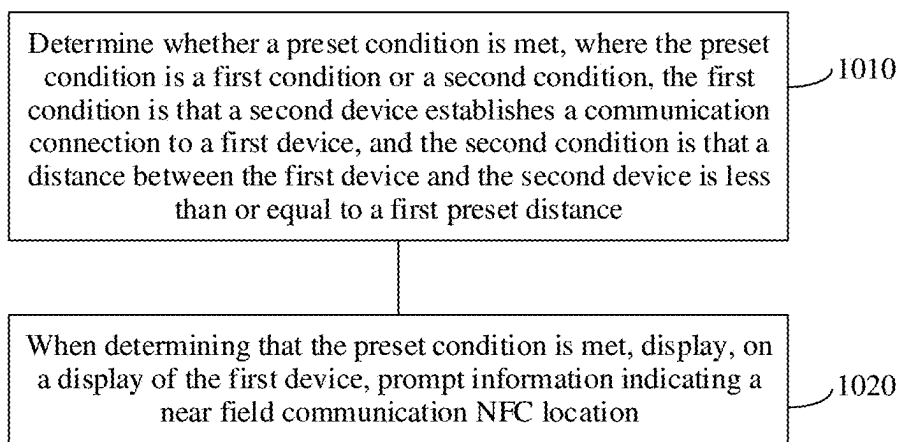 Determine whether a preset condition is met, where the preset
condition is a first condition or a second condition, the first
condition is that a second device establishes a communication
connection to a first device, and the second condition is that a
distance between the first device and the second device is less
than or equal to a first preset distance
1010
When determining that the preset condition is met, display, on
a display of the first device, prompt information indicating a
near field communication NFC location
1020